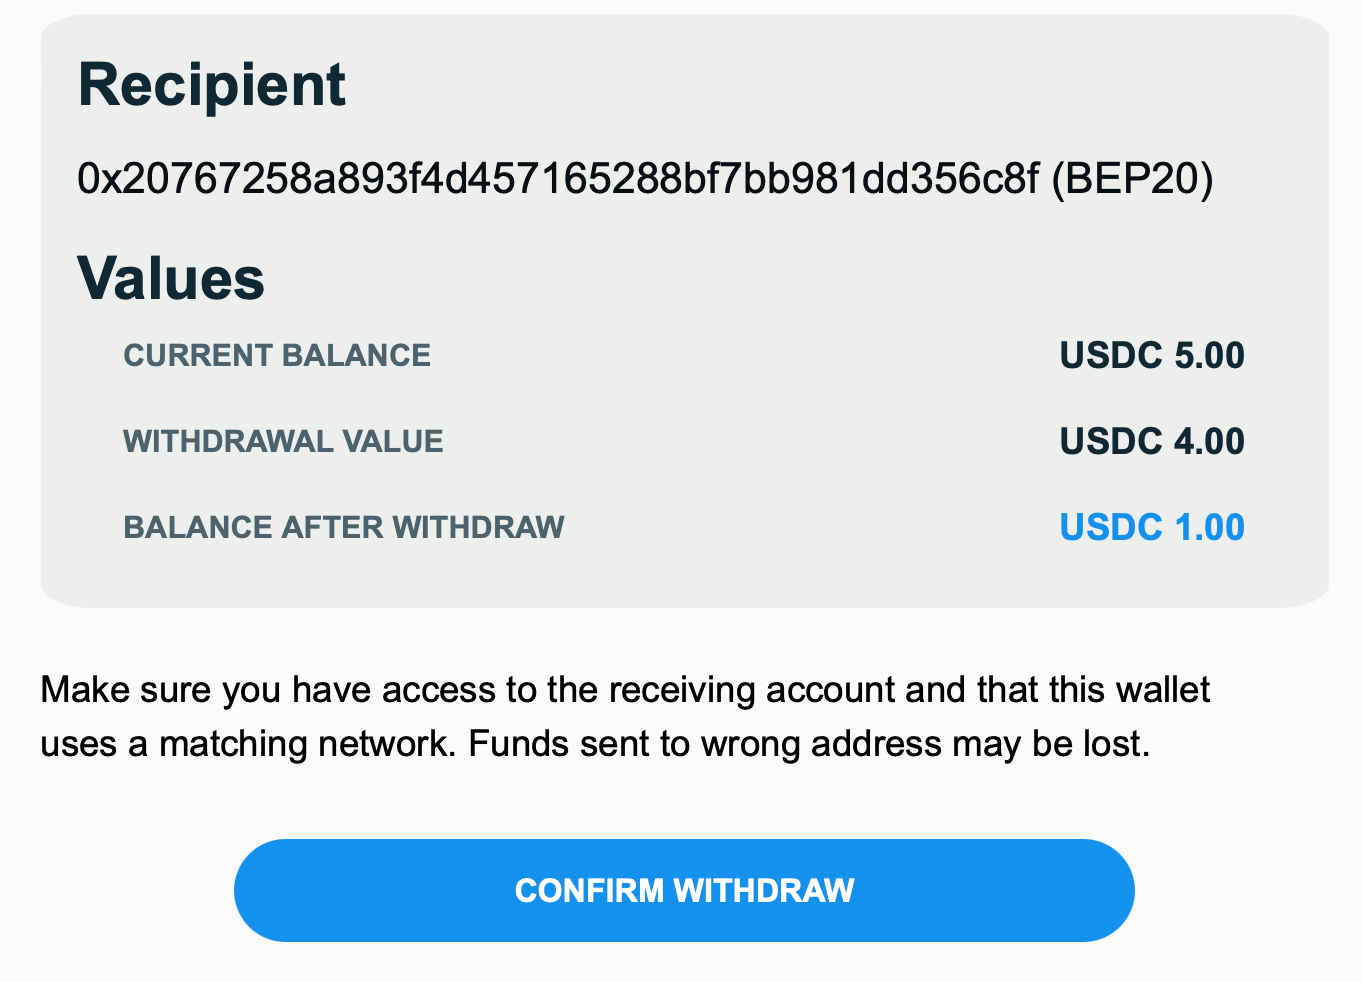 Recipient
0x20767258a893f4d457165288bf7bb981dd356c8f (BEP20)
Values
CURRENT BALANCE USDC 5.00
WITHDRAWAL VALUE USDC 4.00
BALANCE AFTER WITHDRAW USDC 1.00
Make sure you have access to the receiving account and that this wallet
uses a matching network. Funds sent to wrong address may be lost.
CONFIRM WITHDRAW